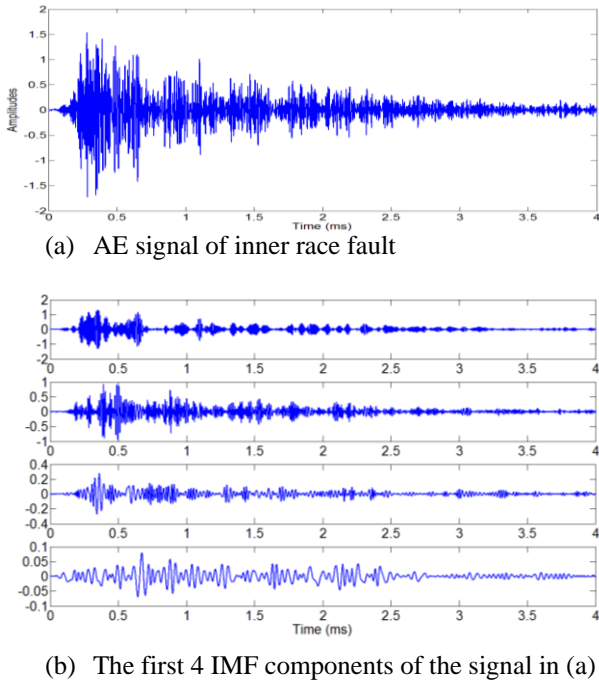 2
1.5
1
0.5
0
-0.5
-1
-1.5
-2
Amplitudes
0 0.5 1 1.5 2 2.5 3 3.5 4
Time (ms)
(a) AE signal of inner race fault
2
1
0
-1
-2
0 0.5 1 1.5 2 2.5 3 3.5 4
1
0.5
0
-0.5
-1
0 0.5 1 1.5 2 2.5 3 3.5 4
0.4
0.2
0
-0.2
-0.4
0 0.5 1 1.5 2 2.5 3 3.5 4
0.1
0.05
0
-0.05
-0.1
0 0.5 1 1.5 2 2.5 3 3.5 4
Time (ms)
(b) The first 4 IMF components of the signal in (a)